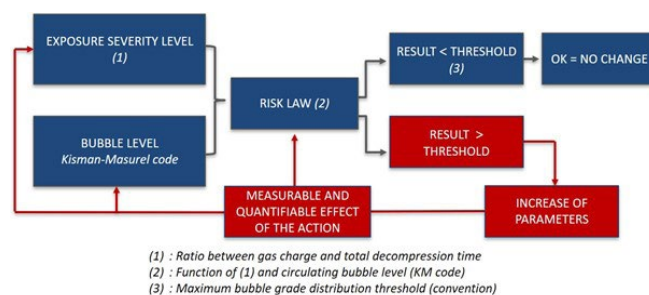 EXPOSURE SEVERITY LEVEL
(1)
BUBBLE LEVEL
Kisman-Masurel code
RISK LAW (2)
RESULT < THRESHOLD
(3)
OK = NO CHANGE
RESULT >
THRESHOLD
MEASURABLE AND
QUANTIFIABLE EFFECT
OF THE ACTION
INCREASE OF
PARAMETERS
(1) : Ratio between gas charge and total decompression time
(2) : Function of (1) and circulating bubble level (KM code)
(3) : Maximum bubble grade distribution threshold (convention)